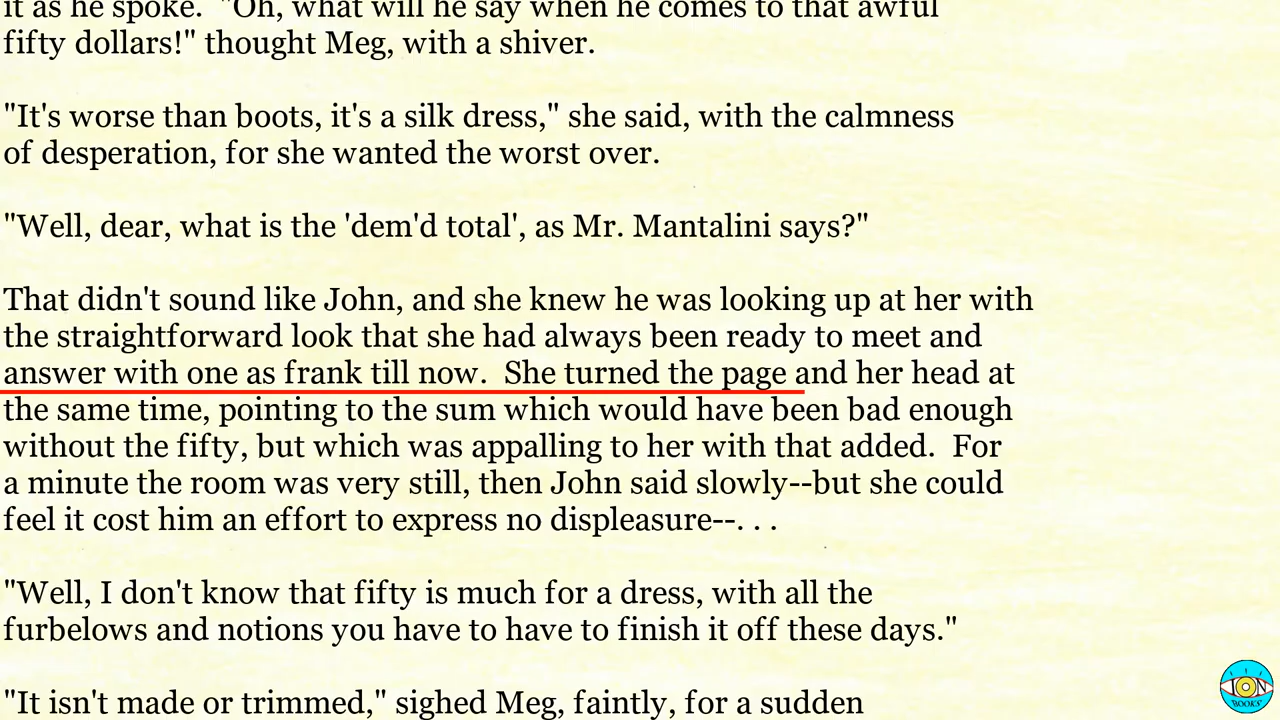 it as he spoke.  "Oh, what will he say when he comes to that awful
fifty dollars!" thought Meg, with a shiver.
"It's worse than boots, it's a silk dress," she said, with the calmness
of desperation, for she wanted the worst over.
"Well, dear, what is the 'dem'd total', as Mr. Mantalini says?"
That didn't sound like John, and she knew he was looking up at her with
the straightforward look that she had always been ready to meet and
answer with one as frank till now.  She turned the page and her head at
the same time, pointing to the sum which would have been bad enough
without the fifty, but which was appalling to her with that added.  For
a minute the room was very still, then John said slowly--but she could
feel it cost him an effort to express no displeasure--. . .
"Well, I don't know that fifty is much for a dress, with all the
furbelows and notions you have to have to finish it off these days."
"It isn't made or trimmed," sighed Meg, faintly, for a sudden
ION
BOOKS